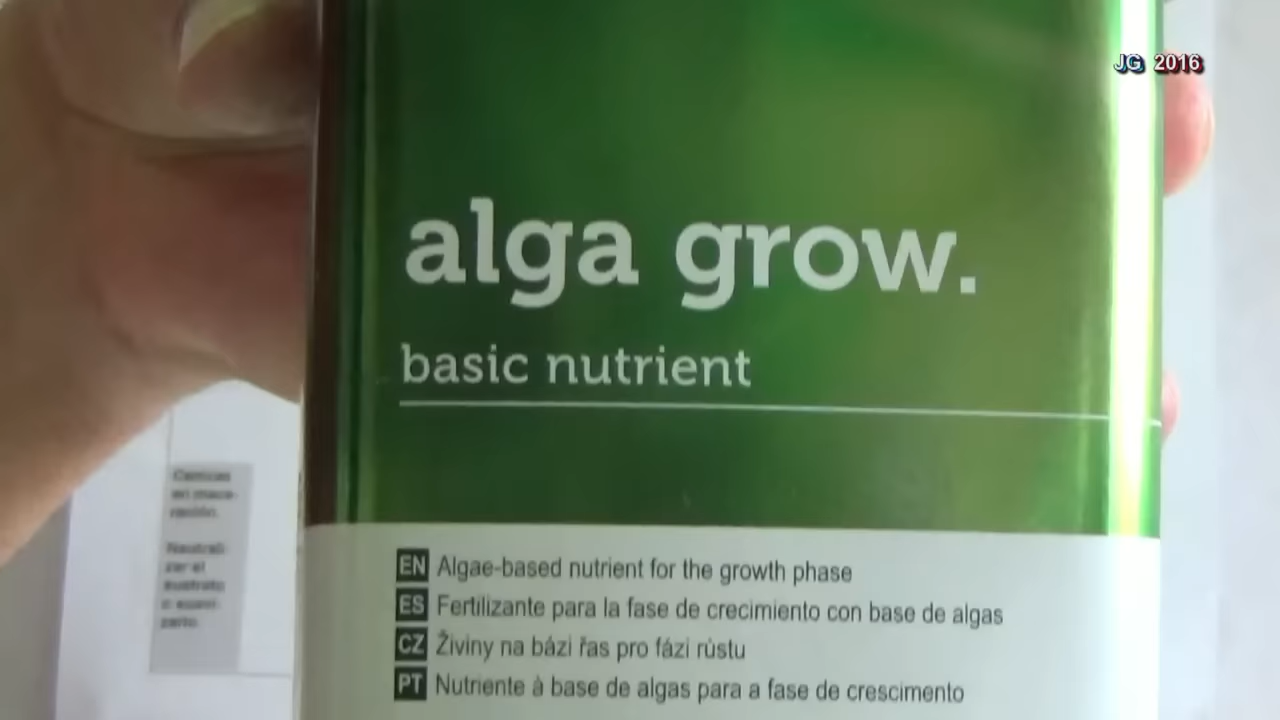 JG 2016
alga grow.
basic nutrient
EN Algae-based nutrient for the growth phase
ES Fertilizante para la fase de crecimiento con base de algas
CZ Živiny na bázi řas pro fázi růstu
PT Nutriente à base de algas para a fase de crescimento